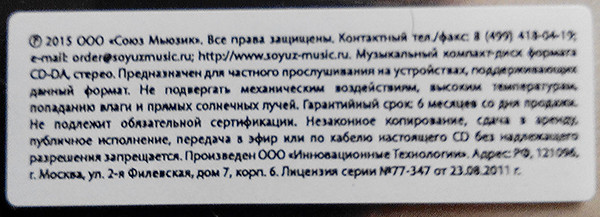 ℗ 2015 ООО «Союз Мьюзик». Все права защищены. Контактный тел./факс: 8 (499) 418-04-19;
e-mail: order@soyuzmusic.ru; http://www.soyuz-music.ru. Музыкальный компакт-диск формата
CD-DA, стерео. Предназначен для частного прослушивания на устройствах, поддерживающих
данный формат. Не подвергать механическим воздействиям, высоким температурам,
попаданию влаги и прямых солнечных лучей. Гарантийный срок: 6 месяцев со дня продажи.
Не подлежит обязательной сертификации. Незаконное копирование, сдача в аренду,
публичное исполнение, передача в эфир или по кабелю настоящего CD без надлежащего
разрешения запрещается. Произведен ООО «Инновационные Технологии». Адрес: РФ, 121096,
г. Москва, ул. 2-я Филевская, дом 7, корп. 6. Лицензия серии №77-347 от 23.08.2011 г.